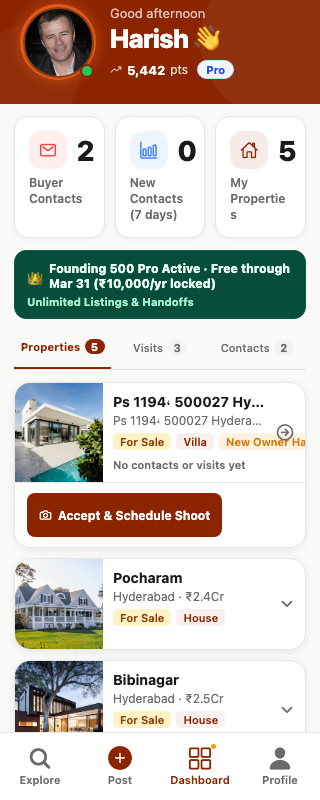 Good afternoon
Harish 👋
5,442 pts Pro
2
Buyer
Contacts
0
New
Contacts
(7 days)
5
My
Propertie
s
👑 Founding 500 Pro Active · Free through
Mar 31 (₹10,000/yr locked)
Unlimited Listings & Handoffs
Properties 5
Visits 3
Contacts 2
Ps 1194، 500027 Hy...
Ps 1194، 500027 Hydera...
For Sale Villa New Owner Ha
No contacts or visits yet
Accept & Schedule Shoot
Pocharam
Hyderabad · ₹2.4Cr
For Sale House
Bibinagar
Hyderabad · ₹2.5Cr
For Sale House
Explore
Post
Dashboard
Profile